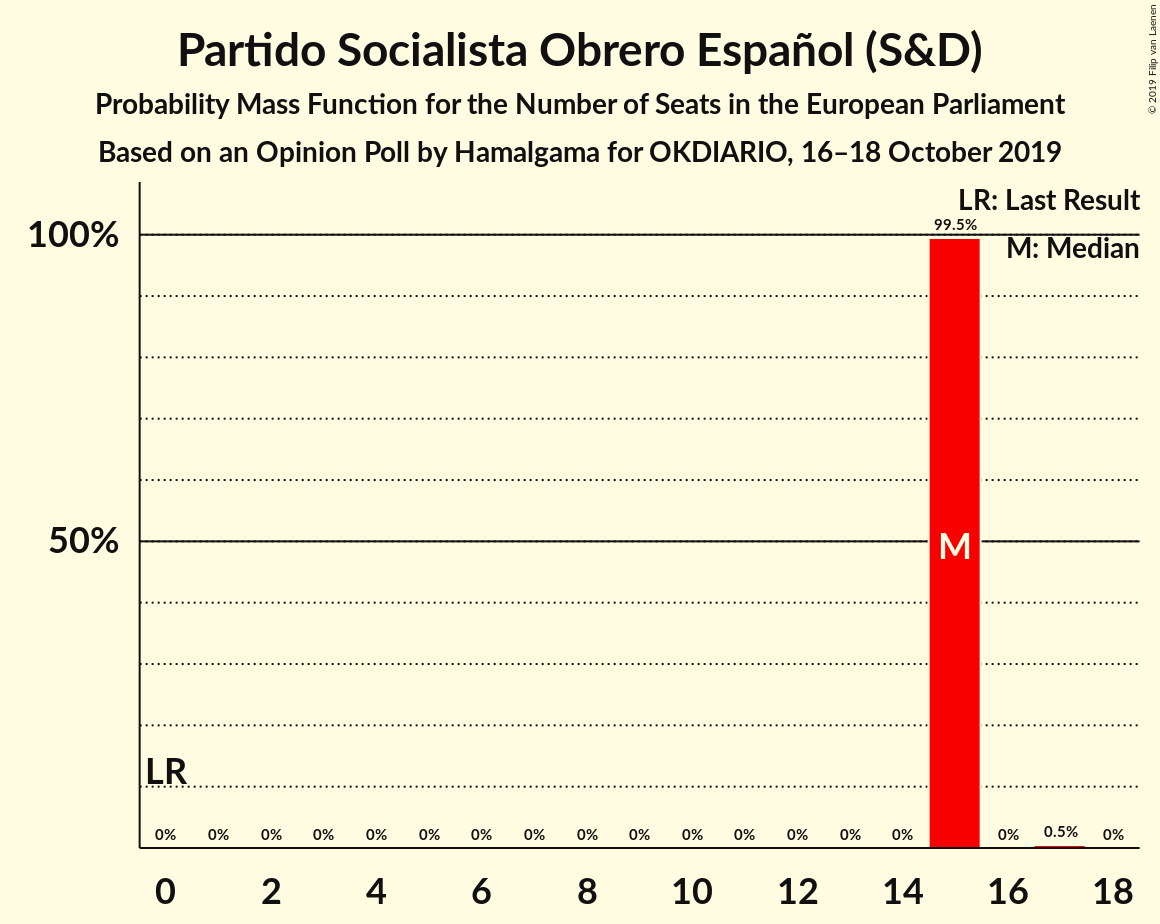 Partido Socialista Obrero Español (S&D)
Probability Mass Function for the Number of Seats in the European Parliament
Based on an Opinion Poll by Hamalgama for OKDIARIO, 16–18 October 2019
© 2019 Filip van Laenen
LR: Last Result
M: Median
100%
99.5%
50%
M
LR
0% 0% 0% 0% 0% 0% 0% 0% 0% 0% 0% 0% 0% 0% 0% 0.5% 0%
0 2 4 6 8 10 12 14 16 18